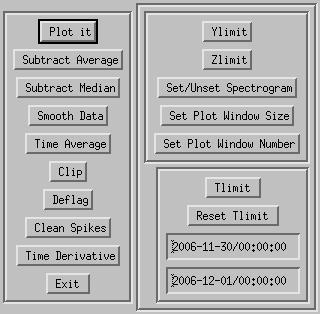 Plot it
Subtract Average
Subtract Median
Smooth Data
Time Average
Clip
Deflag
Clean Spikes
Time Derivative
Exit
Ylimit
Zlimit
Set/Unset Spectrogram
Set Plot Window Size
Set Plot Window Number
Tlimit
Reset Tlimit
2006-11-30/00:00:00
2006-12-01/00:00:00